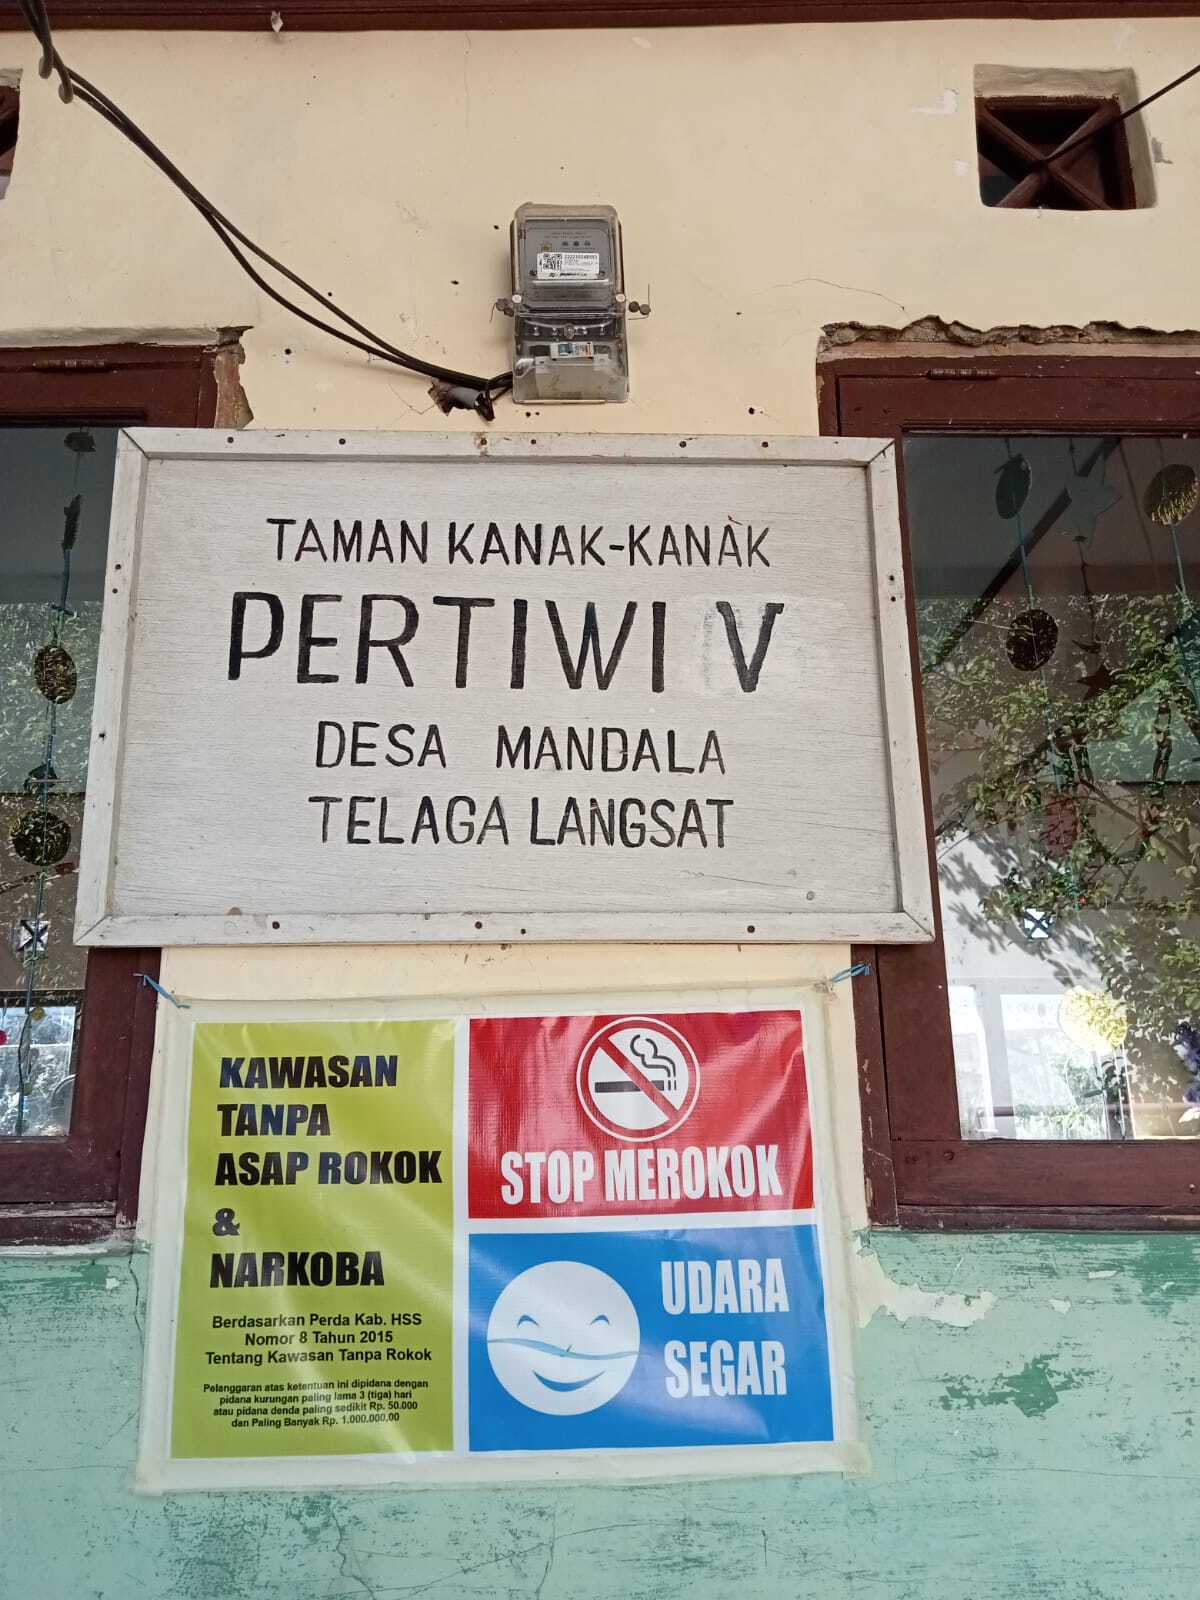 TAMAN KANAK-KANAK
PERTIWI V
DESA MANDALA
TELAGA LANGSAT
KAWASAN
TANPA
ASAP ROKOK
&
NARKOBA
Berdasarkan Perda Kab. HSS
Nomor 8 Tahun 2015
Tentang Kawasan Tanpa Rokok
Pelanggaran atas ketentuan ini dipidana dengan
pidana kurungan paling lama 3 (tiga) hari
atau pidana denda paling sedikit Rp. 50.000
dan Paling Banyak Rp. 1.000.000,00
STOP MEROKOK
UDARA
SEGAR